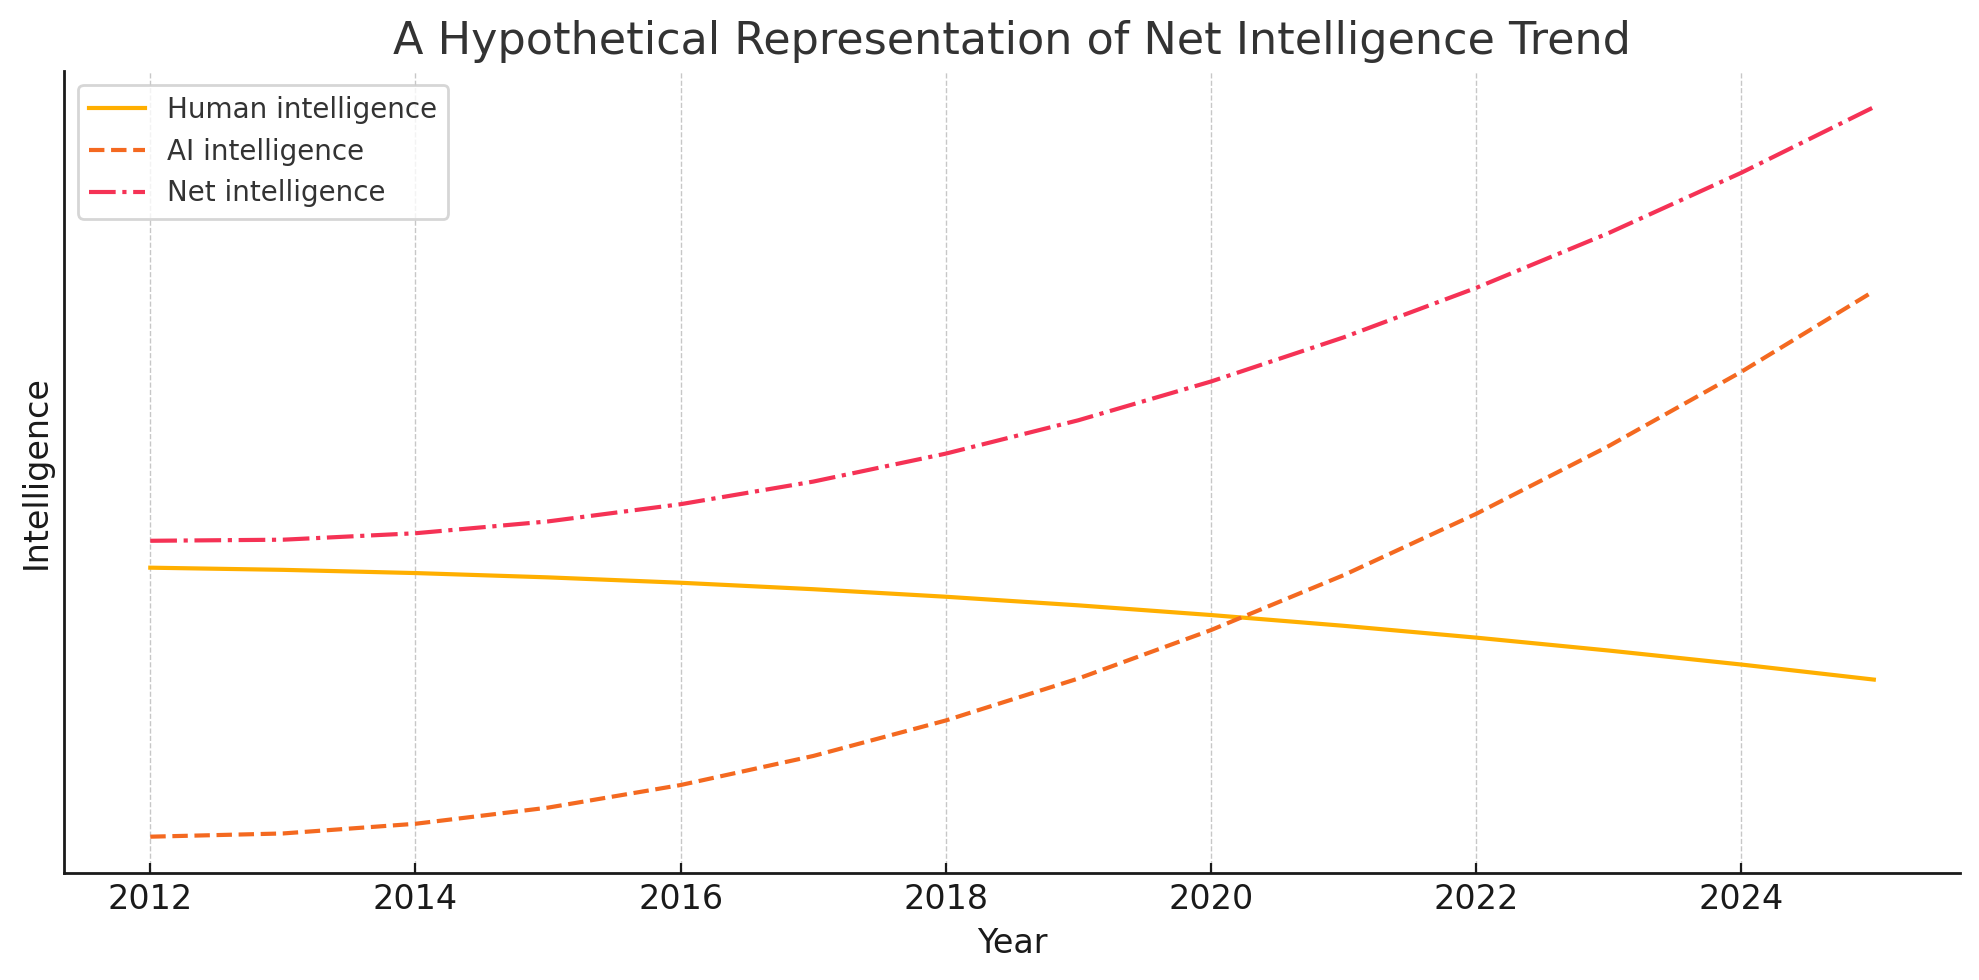 A Hypothetical Representation of Net Intelligence Trend
Human intelligence
AI intelligence
Net intelligence
Intelligence
2012
2014
2016
2018
2020
2022
2024
Year